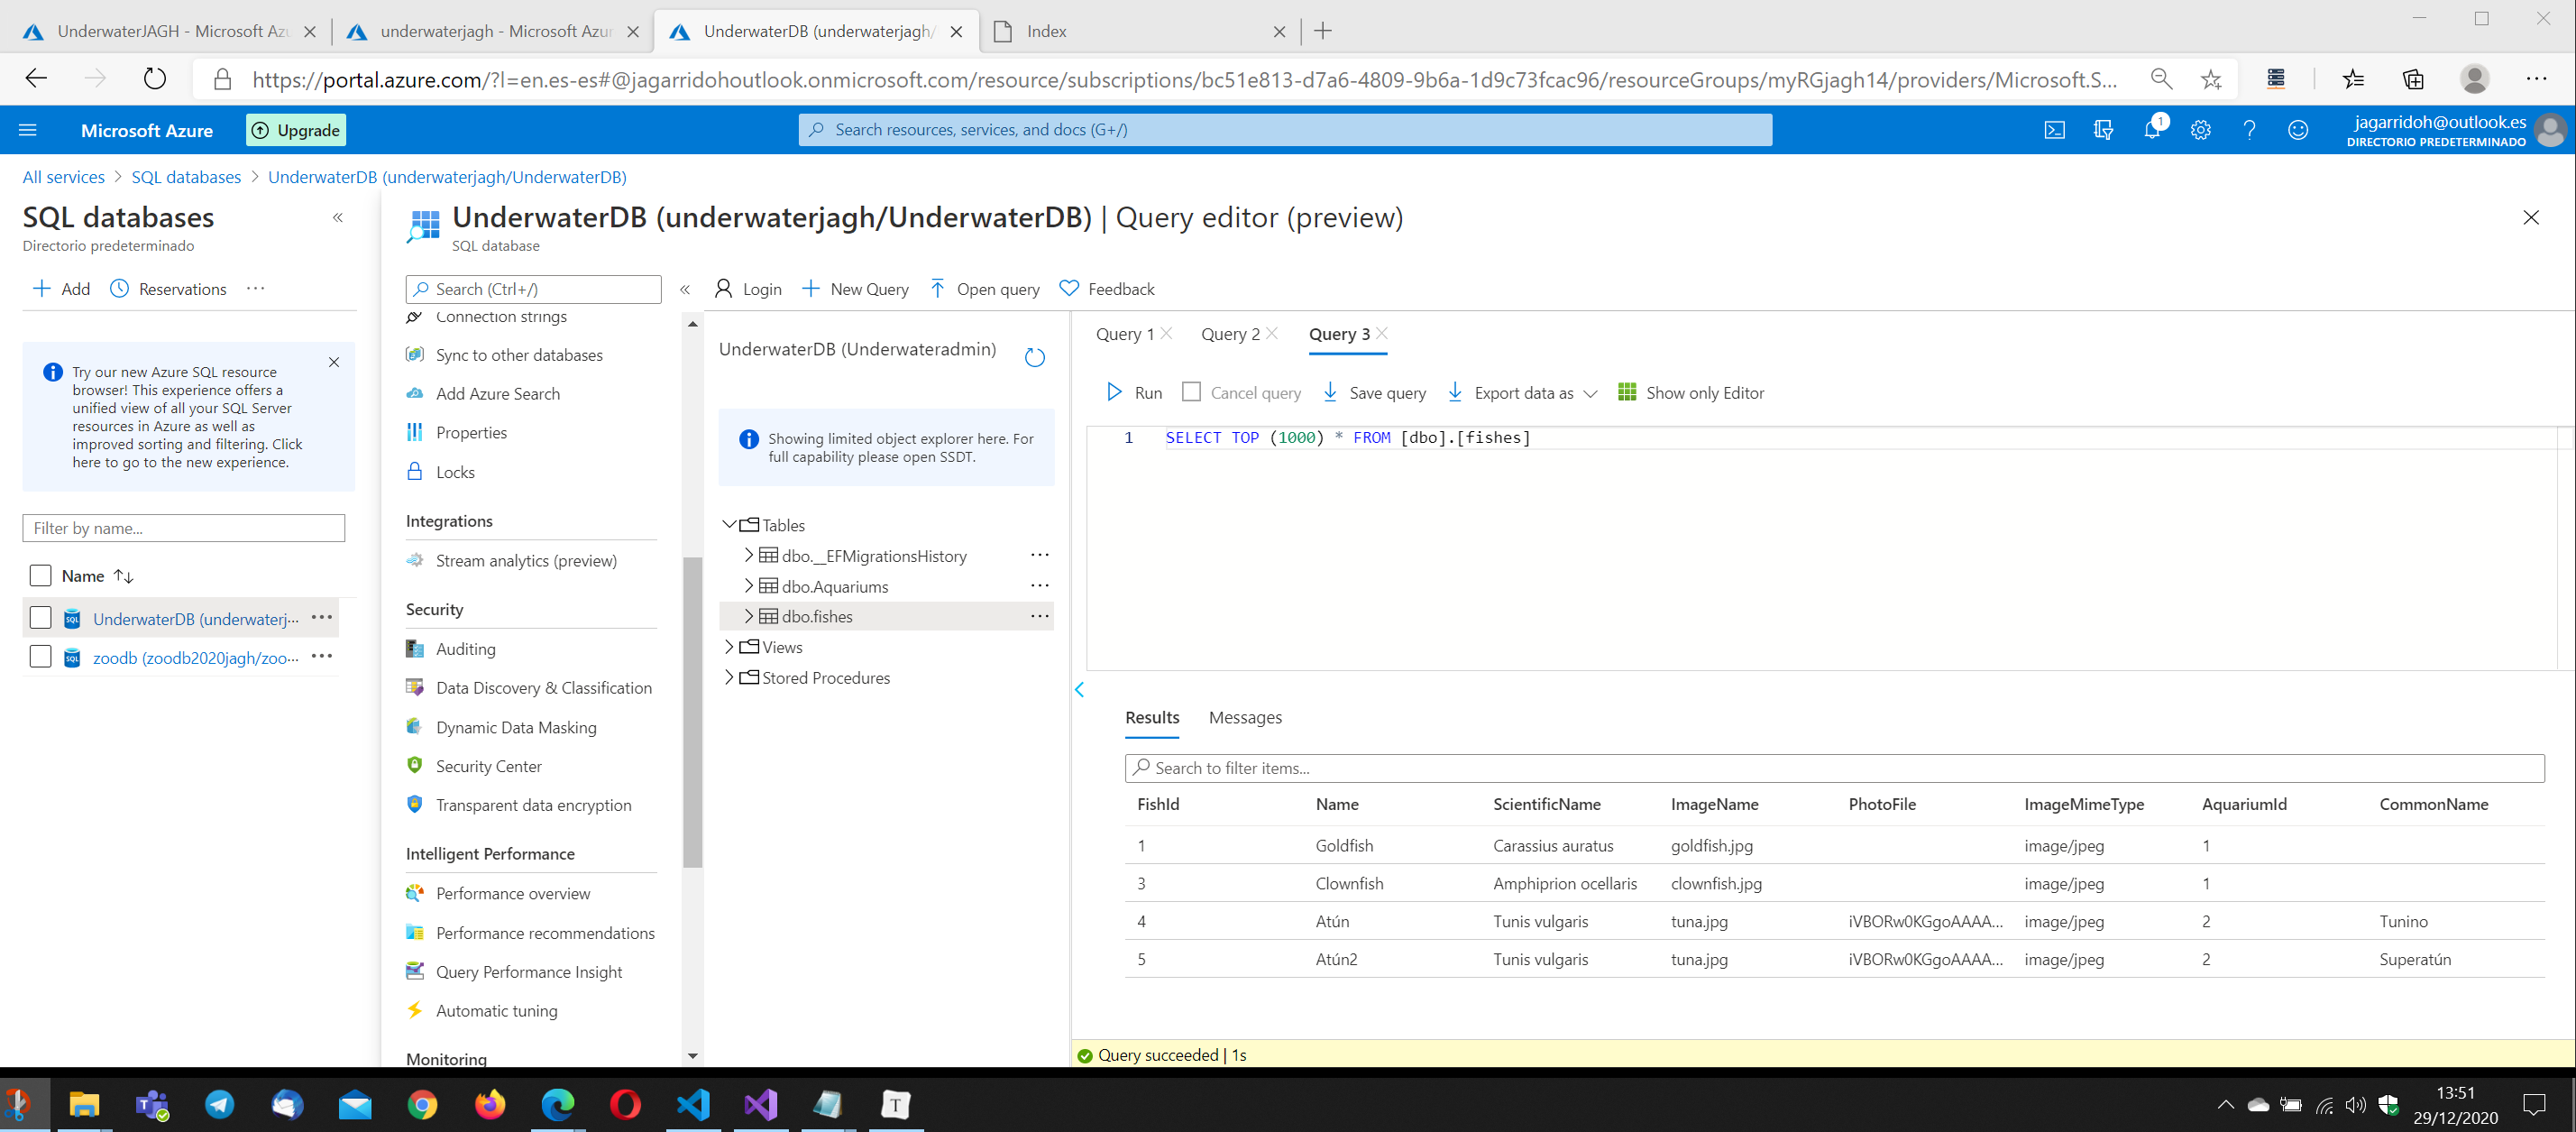 UnderwaterJAGH - Microsoft Azu
underwaterjagh - Microsoft Azur
UnderwaterDB (underwaterjagh/
Index
https://portal.azure.com/?l=en.es-es#@jagarridohoutlook.onmicrosoft.com/resource/subscriptions/bc51e813-d7a6-4809-9b6a-1d9c73fcac96/resourceGroups/myRGjagh14/providers/Microsoft.S...
Microsoft Azure
Upgrade
Search resources, services, and docs (G+/)
1
jagarridoh@outlook.es
DIRECTORIO PREDETERMINADO
All services > SQL databases > UnderwaterDB (underwaterjagh/UnderwaterDB)
SQL databases
Directorio predeterminado
Add
Reservations
Try our new Azure SQL resource
browser! This experience offers a
unified view of all your SQL Server
resources in Azure as well as
improved sorting and filtering. Click
here to go to the new experience.
Filter by name...
Name
UnderwaterDB (underwaterj...
zoodb (zoodb2020jagh/zoo...
UnderwaterDB (underwaterjagh/UnderwaterDB) | Query editor (preview)
SQL database
Search (Ctrl+/)
Connection strings
Sync to other databases
Add Azure Search
Properties
Locks
Integrations
Stream analytics (preview)
Security
Auditing
Data Discovery & Classification
Dynamic Data Masking
Security Center
Transparent data encryption
Intelligent Performance
Performance overview
Performance recommendations
Query Performance Insight
Automatic tuning
Monitoring
Login
New Query
Open query
Feedback
UnderwaterDB (Underwateradmin)
Showing limited object explorer here. For
full capability please open SSDT.
Tables
dbo.__EFMigrationsHistory
dbo.Aquariums
dbo.fishes
Views
Stored Procedures
Query 1
Query 2
Query 3
Run
Cancel query
Save query
Export data as
Show only Editor
1 SELECT TOP (1000) * FROM [dbo].[fishes]
Results
Messages
Search to filter items...
FishId Name ScientificName ImageName PhotoFile ImageMimeType AquariumId CommonName
1 Goldfish Carassius auratus goldfish.jpg image/jpeg 1
3 Clownfish Amphiprion ocellaris clownfish.jpg image/jpeg 1
4 Atún Tunis vulgaris tuna.jpg iVBORw0KGgoAAAA... image/jpeg 2 Tunino
5 Atún2 Tunis vulgaris tuna.jpg iVBORw0KGgoAAAA... image/jpeg 2 Superatún
Query succeeded | 1s
13:51
29/12/2020